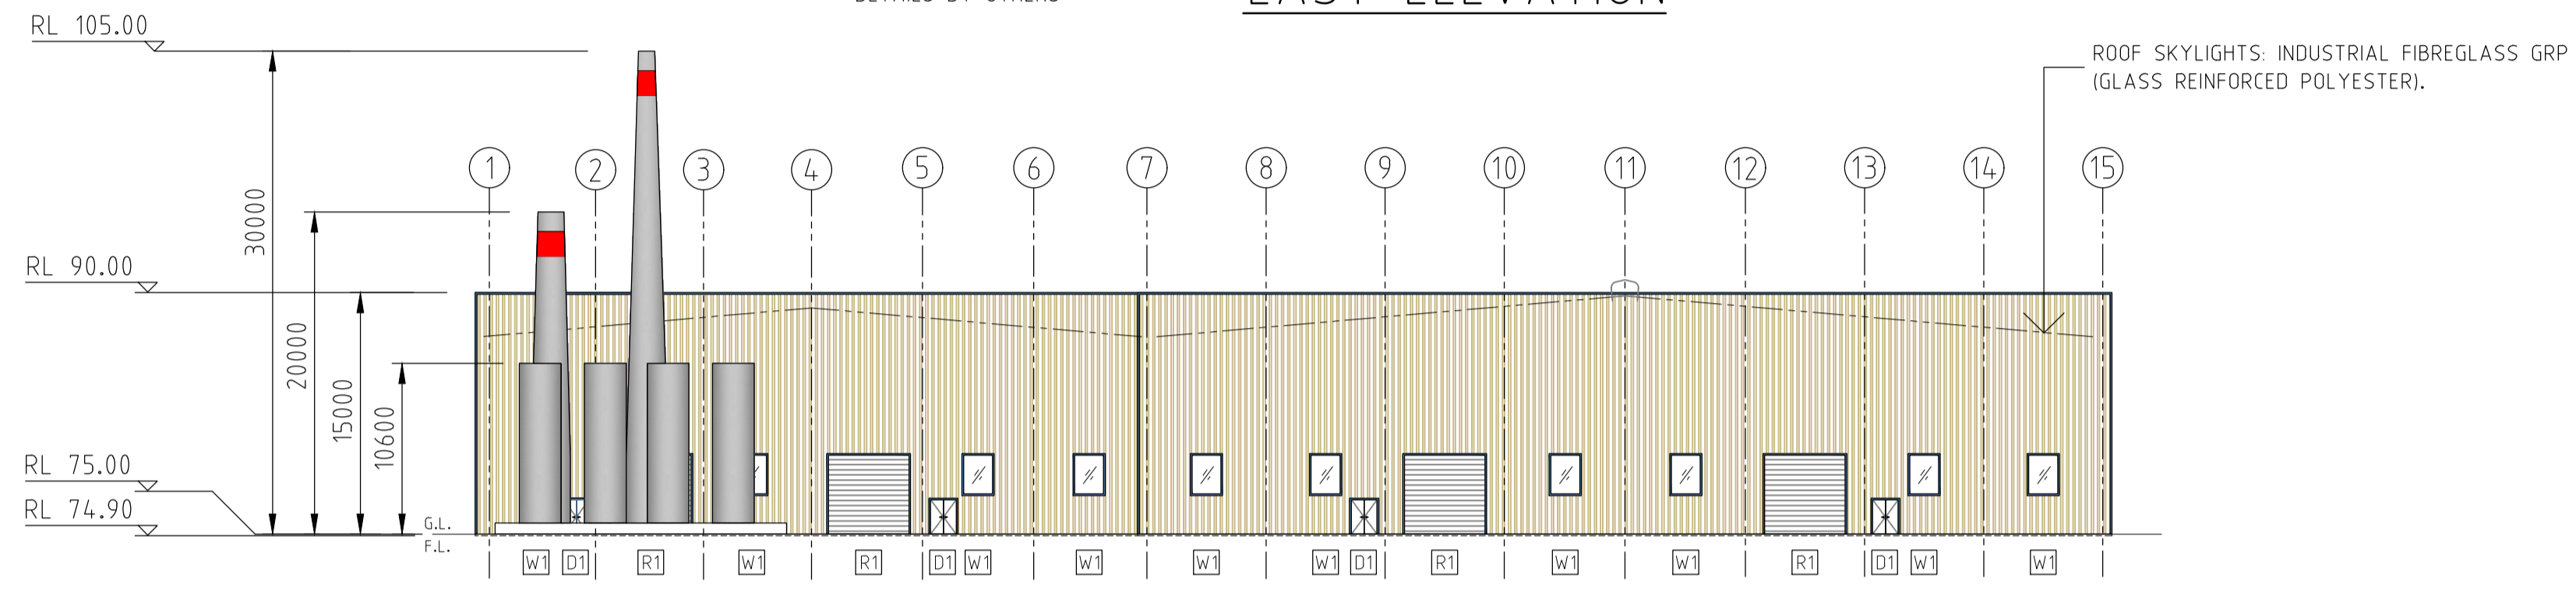 EAST ELEVATION
RL 105.00
ROOF SKYLIGHTS: INDUSTRIAL FIBREGLASS GRP
(GLASS REINFORCED POLYESTER).
1 2 3 4 5 6 7 8 9 10 11 12 13 14 15
30000
RL 90.00
20000
15000
10600
RL 75.00
RL 74.90
G.L.
F.L.
W1 D1 R1 W1 R1 D1 W1 W1 W1 W1 D1 R1 W1 W1 R1 D1 W1 W1